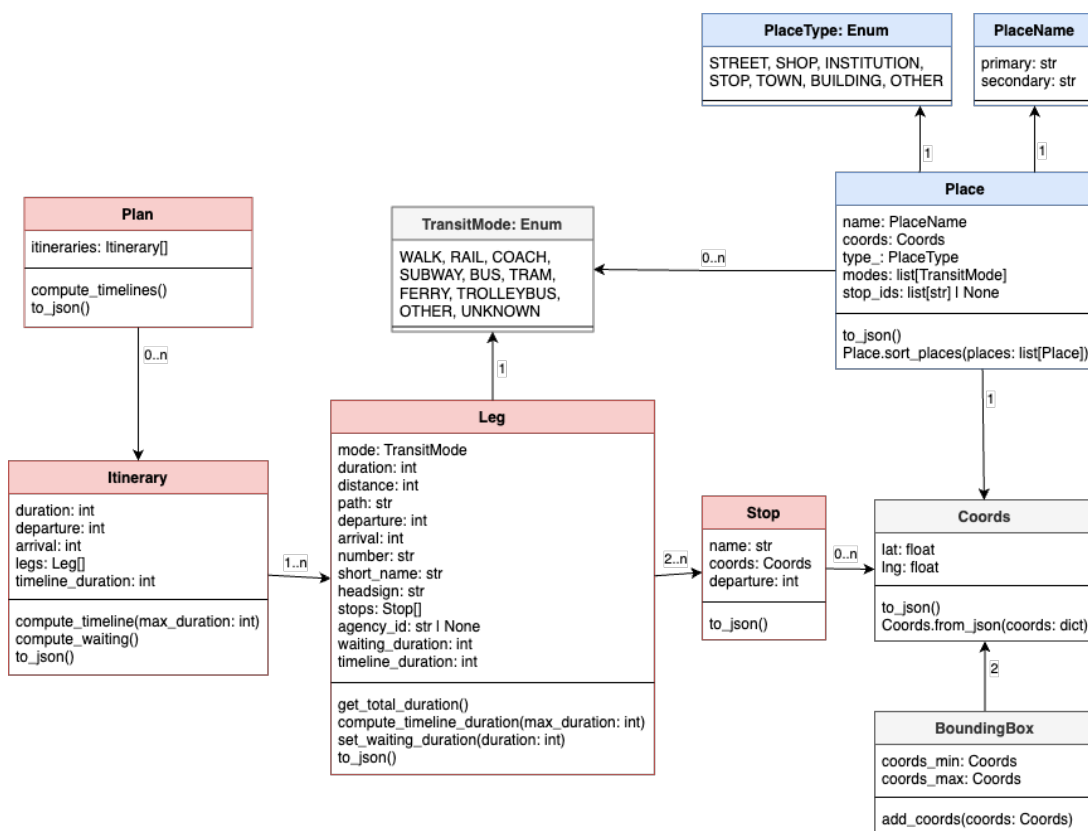 PlaceType: Enum
STREET, SHOP, INSTITUTION,
STOP, TOWN, BUILDING, OTHER
PlaceName
primary: str
secondary: str
1
1
Place
name: PlaceName
coords: Coords
type_: PlaceType
modes: list[TransitMode]
stop_ids: list[str] | None
to_json()
Place.sort_places(places: list[Place])
Plan
itineraries: Itinerary[]
compute_timelines()
to_json()
TransitMode: Enum
WALK, RAIL, COACH,
SUBWAY, BUS, TRAM,
FERRY, TROLLEYBUS,
OTHER, UNKNOWN
0..n
0..n
1
1
Itinerary
duration: int
departure: int
arrival: int
legs: Leg[]
timeline_duration: int
compute_timeline(max_duration: int)
compute_waiting()
to_json()
1..n
Leg
mode: TransitMode
duration: int
distance: int
path: str
departure: int
arrival: int
number: str
short_name: str
headsign: str
stops: Stop[]
agency_id: str | None
waiting_duration: int
timeline_duration: int
get_total_duration()
compute_timeline_duration(max_duration: int)
set_waiting_duration(duration: int)
to_json()
2..n
Stop
name: str
coords: Coords
departure: int
to_json()
0..n
Coords
lat: float
lng: float
to_json()
Coords.from_json(coords: dict)
2
BoundingBox
coords_min: Coords
coords_max: Coords
add_coords(coords: Coords)